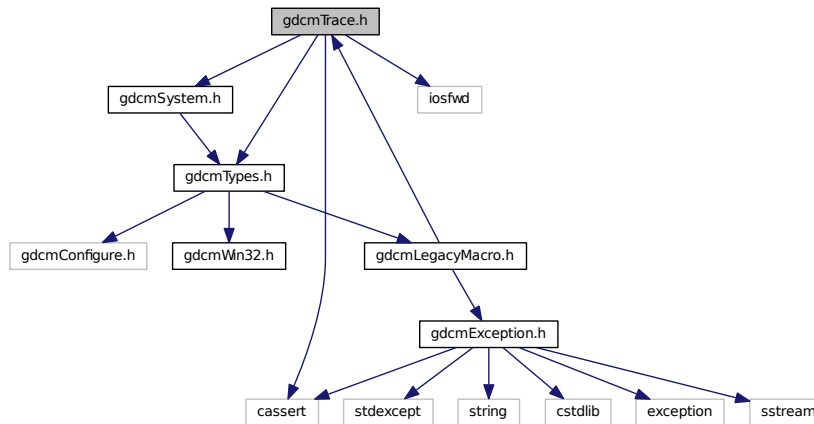 gdcmTrace.h
gdcmSystem.h
iosfwd
gdcmTypes.h
gdcmConfigure.h
gdcmWin32.h
gdcmLegacyMacro.h
gdcmException.h
cassert
stdexcept
string
cstdlib
exception
sstream